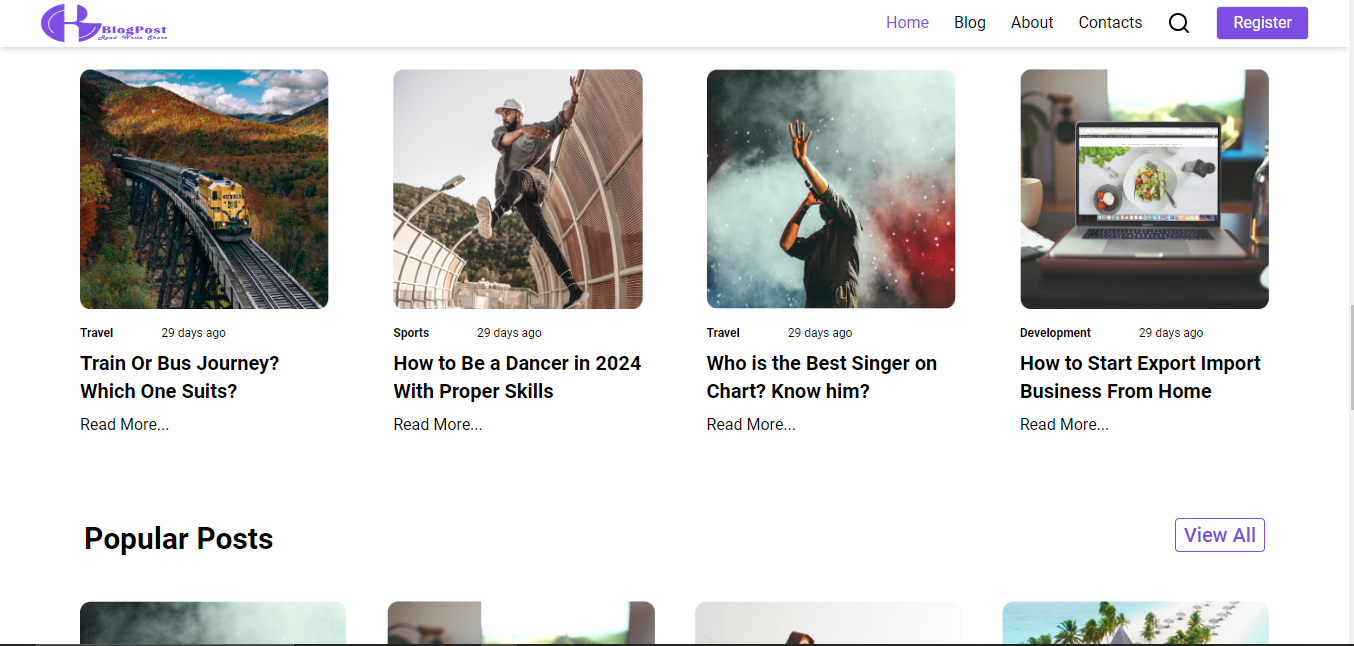 BlogPost
Read Write Share
Home Blog About Contacts Register
Travel 29 days ago
Train Or Bus Journey?
Which One Suits?
Read More...
Sports 29 days ago
How to Be a Dancer in 2024
With Proper Skills
Read More...
Travel 29 days ago
Who is the Best Singer on
Chart? Know him?
Read More...
Development 29 days ago
How to Start Export Import
Business From Home
Read More...
Popular Posts
View All